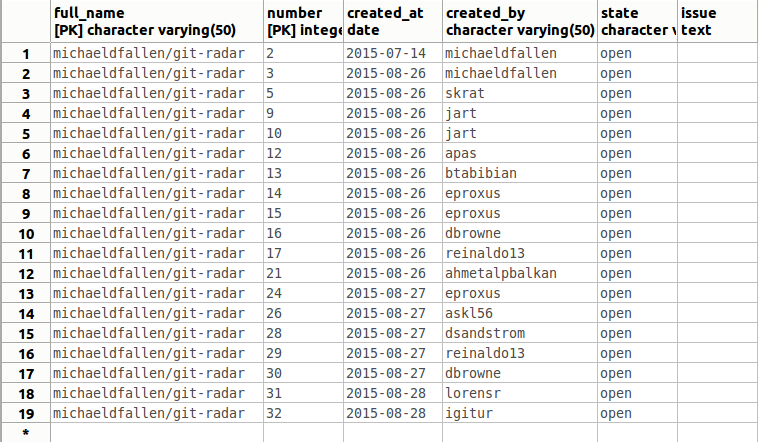 full_name number created_at created_by state issue
[PK] character varying(50) [PK] intege date character varying(50) character v text
1 michaeldfallen/git-radar 2 2015-07-14 michaeldfallen open
2 michaeldfallen/git-radar 3 2015-08-26 michaeldfallen open
3 michaeldfallen/git-radar 5 2015-08-26 skrat open
4 michaeldfallen/git-radar 9 2015-08-26 jart open
5 michaeldfallen/git-radar 10 2015-08-26 jart open
6 michaeldfallen/git-radar 12 2015-08-26 apas open
7 michaeldfallen/git-radar 13 2015-08-26 btabibian open
8 michaeldfallen/git-radar 14 2015-08-26 eproxus open
9 michaeldfallen/git-radar 15 2015-08-26 eproxus open
10 michaeldfallen/git-radar 16 2015-08-26 dbrowne open
11 michaeldfallen/git-radar 17 2015-08-26 reinaldo13 open
12 michaeldfallen/git-radar 21 2015-08-26 ahmetalpbalkan open
13 michaeldfallen/git-radar 24 2015-08-27 eproxus open
14 michaeldfallen/git-radar 26 2015-08-27 askl56 open
15 michaeldfallen/git-radar 28 2015-08-27 dsandstrom open
16 michaeldfallen/git-radar 29 2015-08-27 reinaldo13 open
17 michaeldfallen/git-radar 30 2015-08-27 dbrowne open
18 michaeldfallen/git-radar 31 2015-08-28 lorensr open
19 michaeldfallen/git-radar 32 2015-08-28 igitur open
*